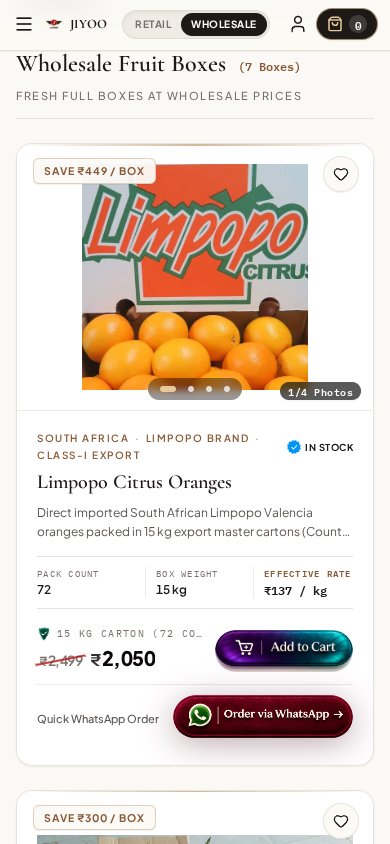 JIYOO
RETAIL
WHOLESALE
0
Wholesale Fruit Boxes (7 Boxes)
FRESH FULL BOXES AT WHOLESALE PRICES
SAVE ₹449 / BOX
Limpopo
CITRUS
1/4 Photos
SOUTH AFRICA · LIMPOPO BRAND ·
CLASS-I EXPORT
IN STOCK
Limpopo Citrus Oranges
Direct imported South African Limpopo Valencia
oranges packed in 15 kg export master cartons (Count...
PACK COUNT
72
BOX WEIGHT
15 kg
EFFECTIVE RATE
₹137 / kg
15 KG CARTON (72 CO…
₹2,499 ₹2,050
Add to Cart
Quick WhatsApp Order
Order via WhatsApp →
SAVE ₹300 / BOX